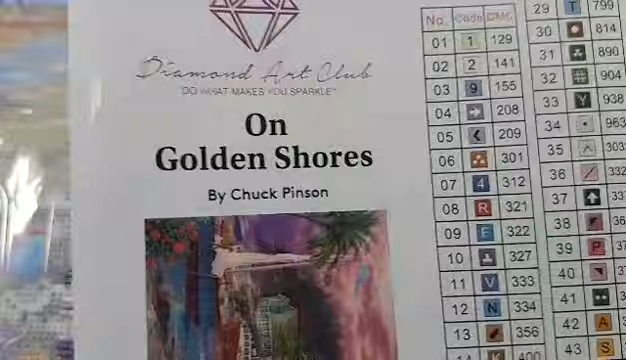 Diamond Art Club
"DO WHAT MAKES YOU SPARKLE"
On
Golden Shores
By Chuck Pinson
No. Code DMC
01 1 129
02 2 141
03 9 155
04 208
05 209
06 301
07 4 312
08 R 321
09 F 322
10 327
11 V 333
12 N 334
13 356
400
29 T 799
30 814
31 890
32 # 904
33 Y 938
34 963
35
36
37
38
39 P
40
41
42 A
43 S